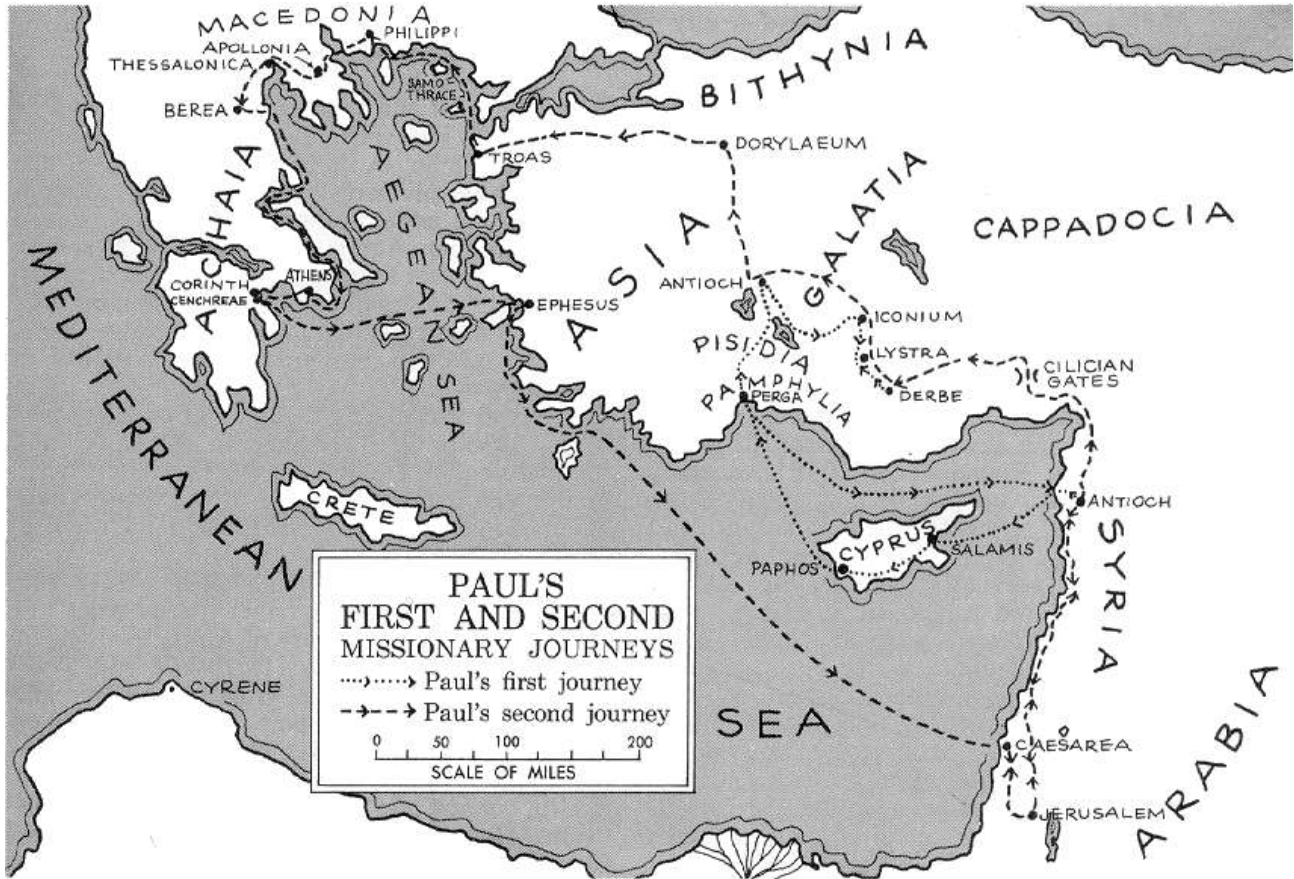 MACEDONIA
PHILIPPI
APOLLONIA
THESSALONICA
BEREA
SAMO-
THRACE
BITHYNIA
TROAS
DORYLAEUM
AEGEAN SEA
ACHAIA
ASIA
GALATIA
CAPPADOCIA
ATHENS
CORINTH
CENCHREAE
EPHESUS
ANTIOCH
ICONIUM
PISIDIA
LYSTRA
CILICIAN
GATES
DERBE
PAMPHYLIA
PERGA
MEDITERRANEAN
SEA
CRETE
CYPRUS
SALAMIS
PAPHOS
ANTIOCH
SYRIA
CYRENE
CAESAREA
JERUSALEM
ARABIA
PAUL'S
FIRST AND SECOND
MISSIONARY JOURNEYS
Paul's first journey
Paul's second journey
0 50 100 200
SCALE OF MILES